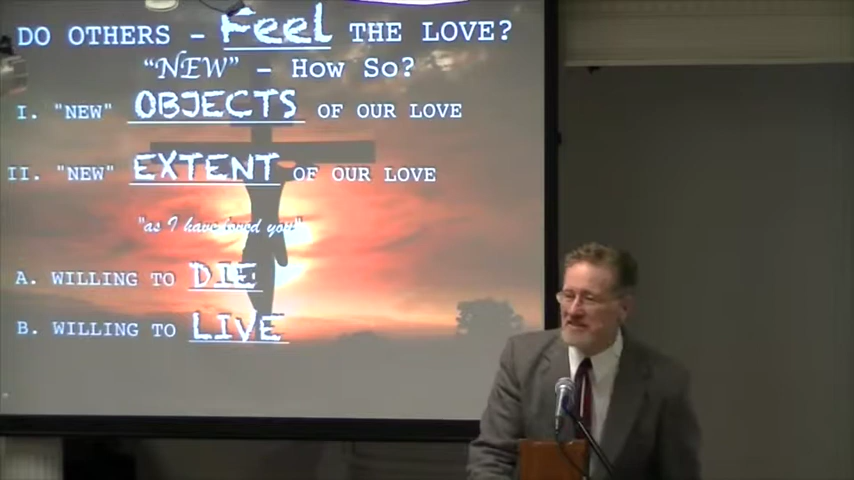 DO OTHERS – Feel THE LOVE?
"NEW" – How So?
I. "NEW" OBJECTS OF OUR LOVE
II. "NEW" EXTENT OF OUR LOVE
"as I have loved you"
A. WILLING TO DIE
B. WILLING TO LIVE